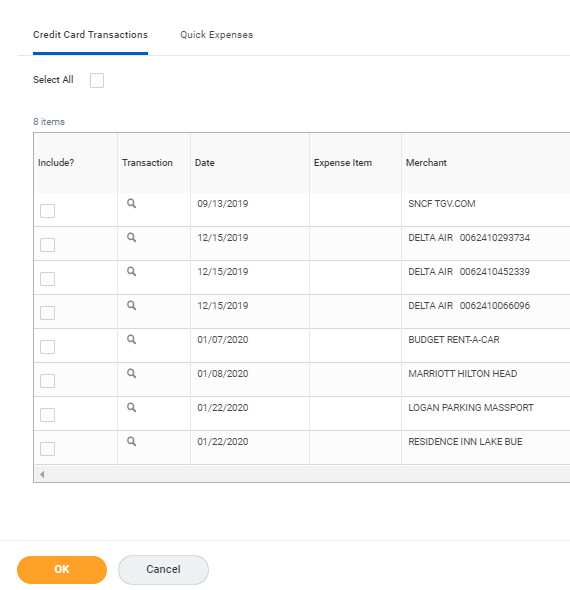 Credit Card Transactions Quick Expenses
Select All
8 items
Include? Transaction Date Expense Item Merchant
09/13/2019 SNCF TGV.COM
12/15/2019 DELTA AIR 0062410293734
12/15/2019 DELTA AIR 0062410452339
12/15/2019 DELTA AIR 0062410066096
01/07/2020 BUDGET RENT-A-CAR
01/08/2020 MARRIOTT HILTON HEAD
01/22/2020 LOGAN PARKING MASSPORT
01/22/2020 RESIDENCE INN LAKE BUE
OK Cancel